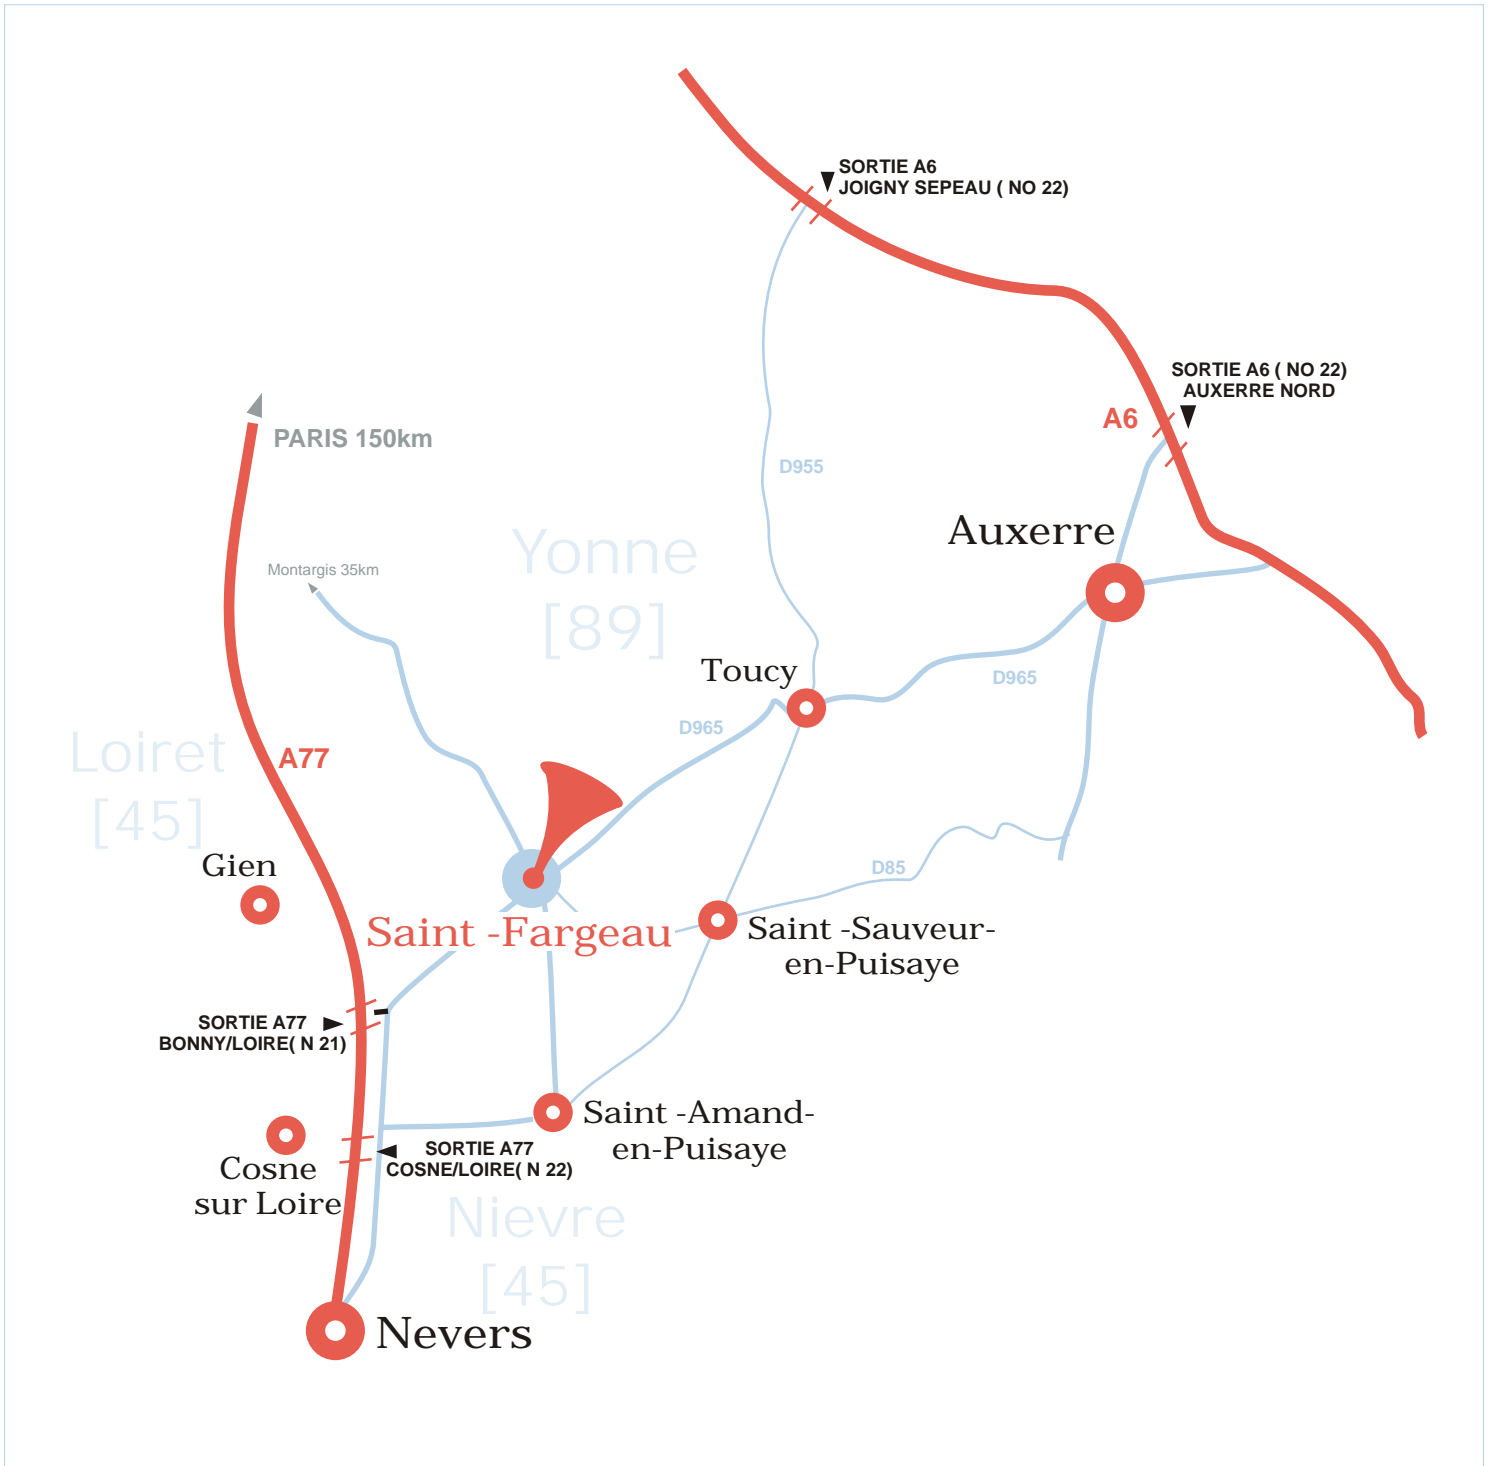 SORTIE A6
JOIGNY SEPEAU ( NO 22)
SORTIE A6 ( NO 22)
AUXERRE NORD
A6
PARIS 150km
D955
Auxerre
Yonne
[89]
Montargis 35km
Toucy
D965
D965
Loiret
[45]
A77
Gien
D85
Saint -Fargeau
Saint -Sauveur-
en-Puisaye
SORTIE A77
BONNY/LOIRE( N 21)
Saint -Amand-
en-Puisaye
SORTIE A77
COSNE/LOIRE( N 22)
Cosne
sur Loire
Nievre
[45]
Nevers